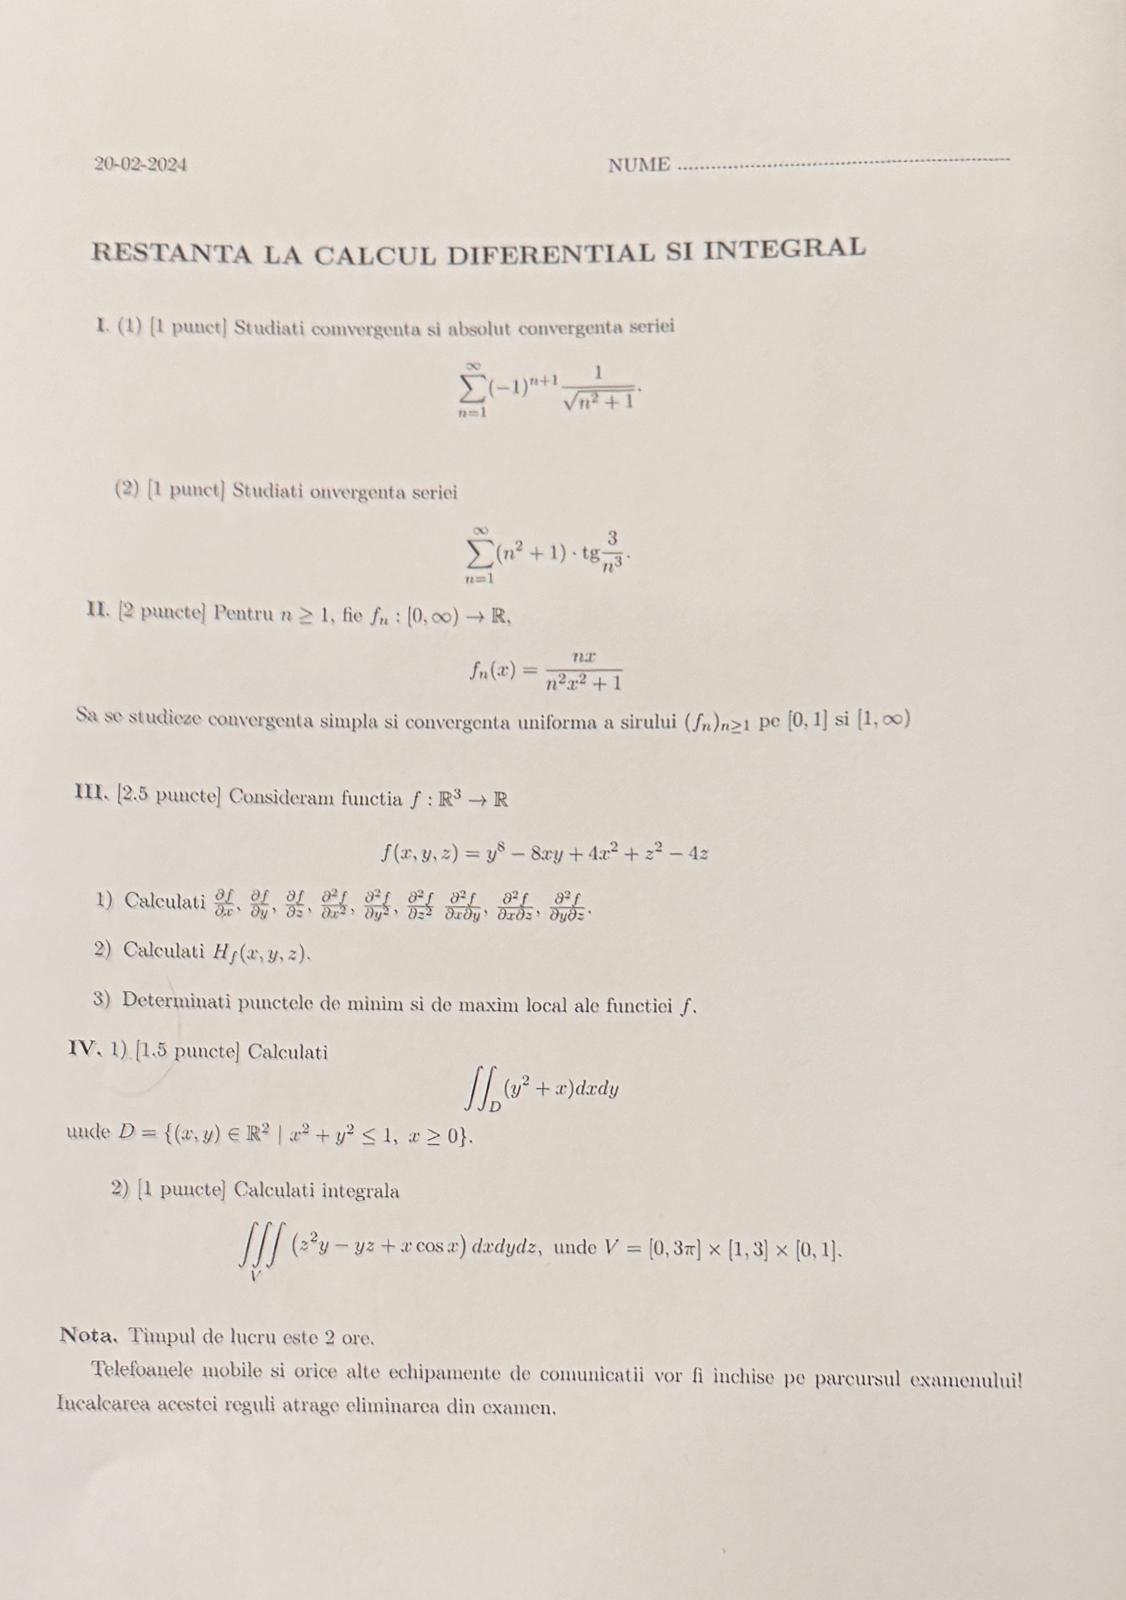 20-02-2024 NUME ........................................
RESTANTA LA CALCUL DIFERENTIAL SI INTEGRAL
I. (1) [1 punct] Studiati comvergenta si absolut convergenta seriei
$\sum_{n=1}^{\infty} (-1)^{n+1} \frac{1}{\sqrt{n^2+1}}.$
(2) [1 punct] Studiati onvergenta seriei
$\sum_{n=1}^{\infty} (n^2+1) \cdot \text{tg} \frac{3}{n^3}.$
II. [2 puncte] Pentru $n \geq 1$, fie $f_n : [0, \infty) \to \mathbb{R}$,
$f_n(x) = \frac{nx}{n^2x^2+1}$
Sa se studieze convergenta simpla si convergenta uniforma a sirului $(f_n)_{n \geq 1}$ pe $[0, 1]$ si $[1, \infty)$
III. [2.5 puncte] Consideram functia $f : \mathbb{R}^3 \to \mathbb{R}$
$f(x, y, z) = y^8 - 8xy + 4x^2 + z^2 - 4z$
1) Calculati $\frac{\partial f}{\partial x}, \frac{\partial f}{\partial y}, \frac{\partial f}{\partial z}, \frac{\partial^2 f}{\partial x^2}, \frac{\partial^2 f}{\partial y^2}, \frac{\partial^2 f}{\partial z^2} \frac{\partial^2 f}{\partial x \partial y}, \frac{\partial^2 f}{\partial x \partial z}, \frac{\partial^2 f}{\partial y \partial z}.$
2) Calculati $H_f(x, y, z)$.
3) Determinati punctele de minim si de maxim local ale functiei $f$.
IV. 1) [1.5 puncte] Calculati
$\iint_D (y^2 + x) dxdy$
unde $D = \{(x, y) \in \mathbb{R}^2 \mid x^2 + y^2 \leq 1, \ x \geq 0\}$.
2) [1 puncte] Calculati integrala
$\iiint_V (z^2y - yz + x \cos x) \, dxdydz$, unde $V = [0, 3\pi] \times [1, 3] \times [0, 1]$.
Nota. Timpul de lucru este 2 ore.
Telefoanele mobile si orice alte echipamente de comunicatii vor fi inchise pe parcursul examenului!
Incalcarea acestei reguli atrage eliminarea din examen.